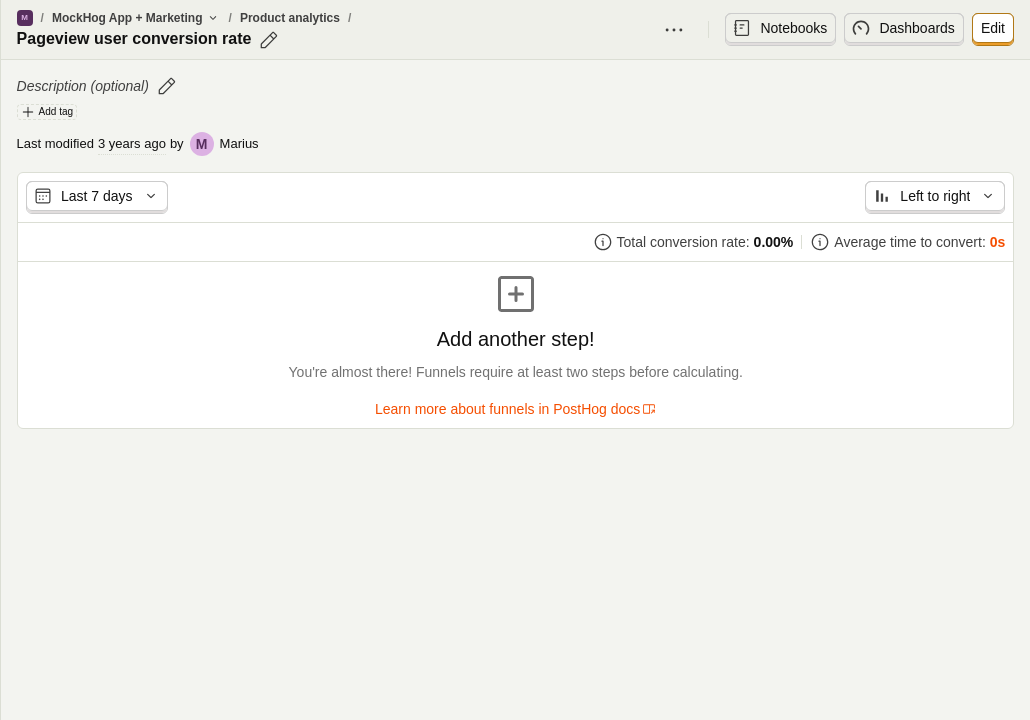 M / MockHog App + Marketing / Product analytics /
Pageview user conversion rate
Notebooks
Dashboards
Edit
Description (optional)
Add tag
Last modified 3 years ago by M Marius
Last 7 days
Left to right
Total conversion rate: 0.00%
Average time to convert: 0s
Add another step!
You're almost there! Funnels require at least two steps before calculating.
Learn more about funnels in PostHog docs